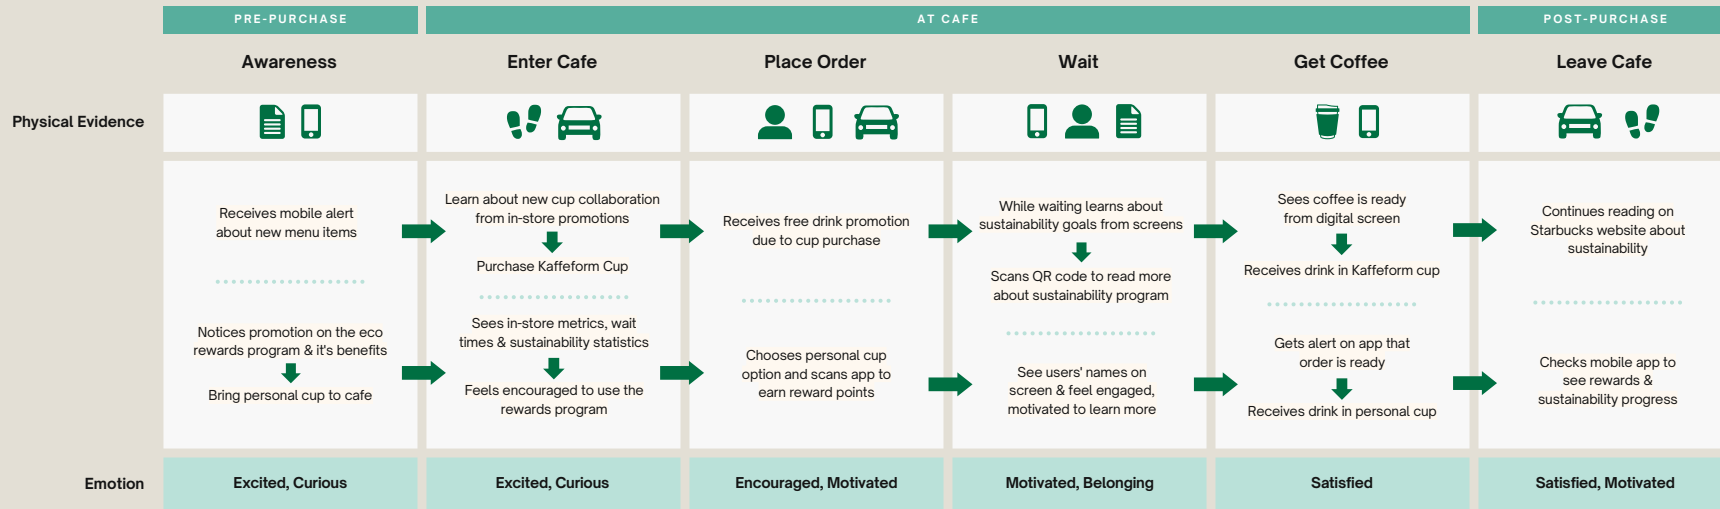 PRE-PURCHASE
AT CAFE
POST-PURCHASE
Awareness
Enter Cafe
Place Order
Wait
Get Coffee
Leave Cafe
Physical Evidence
Receives mobile alert
about new menu items
Notices promotion on the eco
rewards program & it's benefits
Bring personal cup to cafe
Learn about new cup collaboration
from in-store promotions
Purchase Kaffeform Cup
Sees in-store metrics, wait
times & sustainability statistics
Feels encouraged to use the
rewards program
Receives free drink promotion
due to cup purchase
Chooses personal cup
option and scans app to
earn reward points
While waiting learns about
sustainability goals from screens
Scans QR code to read more
about sustainability program
See users' names on
screen & feel engaged,
motivated to learn more
Sees coffee is ready
from digital screen
Receives drink in Kaffeform cup
Gets alert on app that
order is ready
Receives drink in personal cup
Continues reading on
Starbucks website about
sustainability
Checks mobile app to
see rewards &
sustainability progress
Emotion
Excited, Curious
Excited, Curious
Encouraged, Motivated
Motivated, Belonging
Satisfied
Satisfied, Motivated